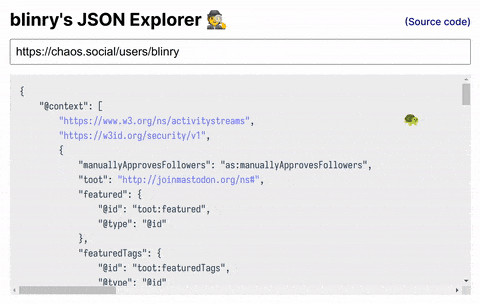 blinry's JSON Explorer 🕵️
(Source code)
https://chaos.social/users/blinry
{
"@context": [
"https://www.w3.org/ns/activitystreams",
"https://w3id.org/security/v1",
{
"manuallyApprovesFollowers": "as:manuallyApprovesFollowers",
"toot": "http://joinmastodon.org/ns#",
"featured": {
"@id": "toot:featured",
"@type": "@id"
},
"featuredTags": {
"@id": "toot:featuredTags",
"@type": "@id"